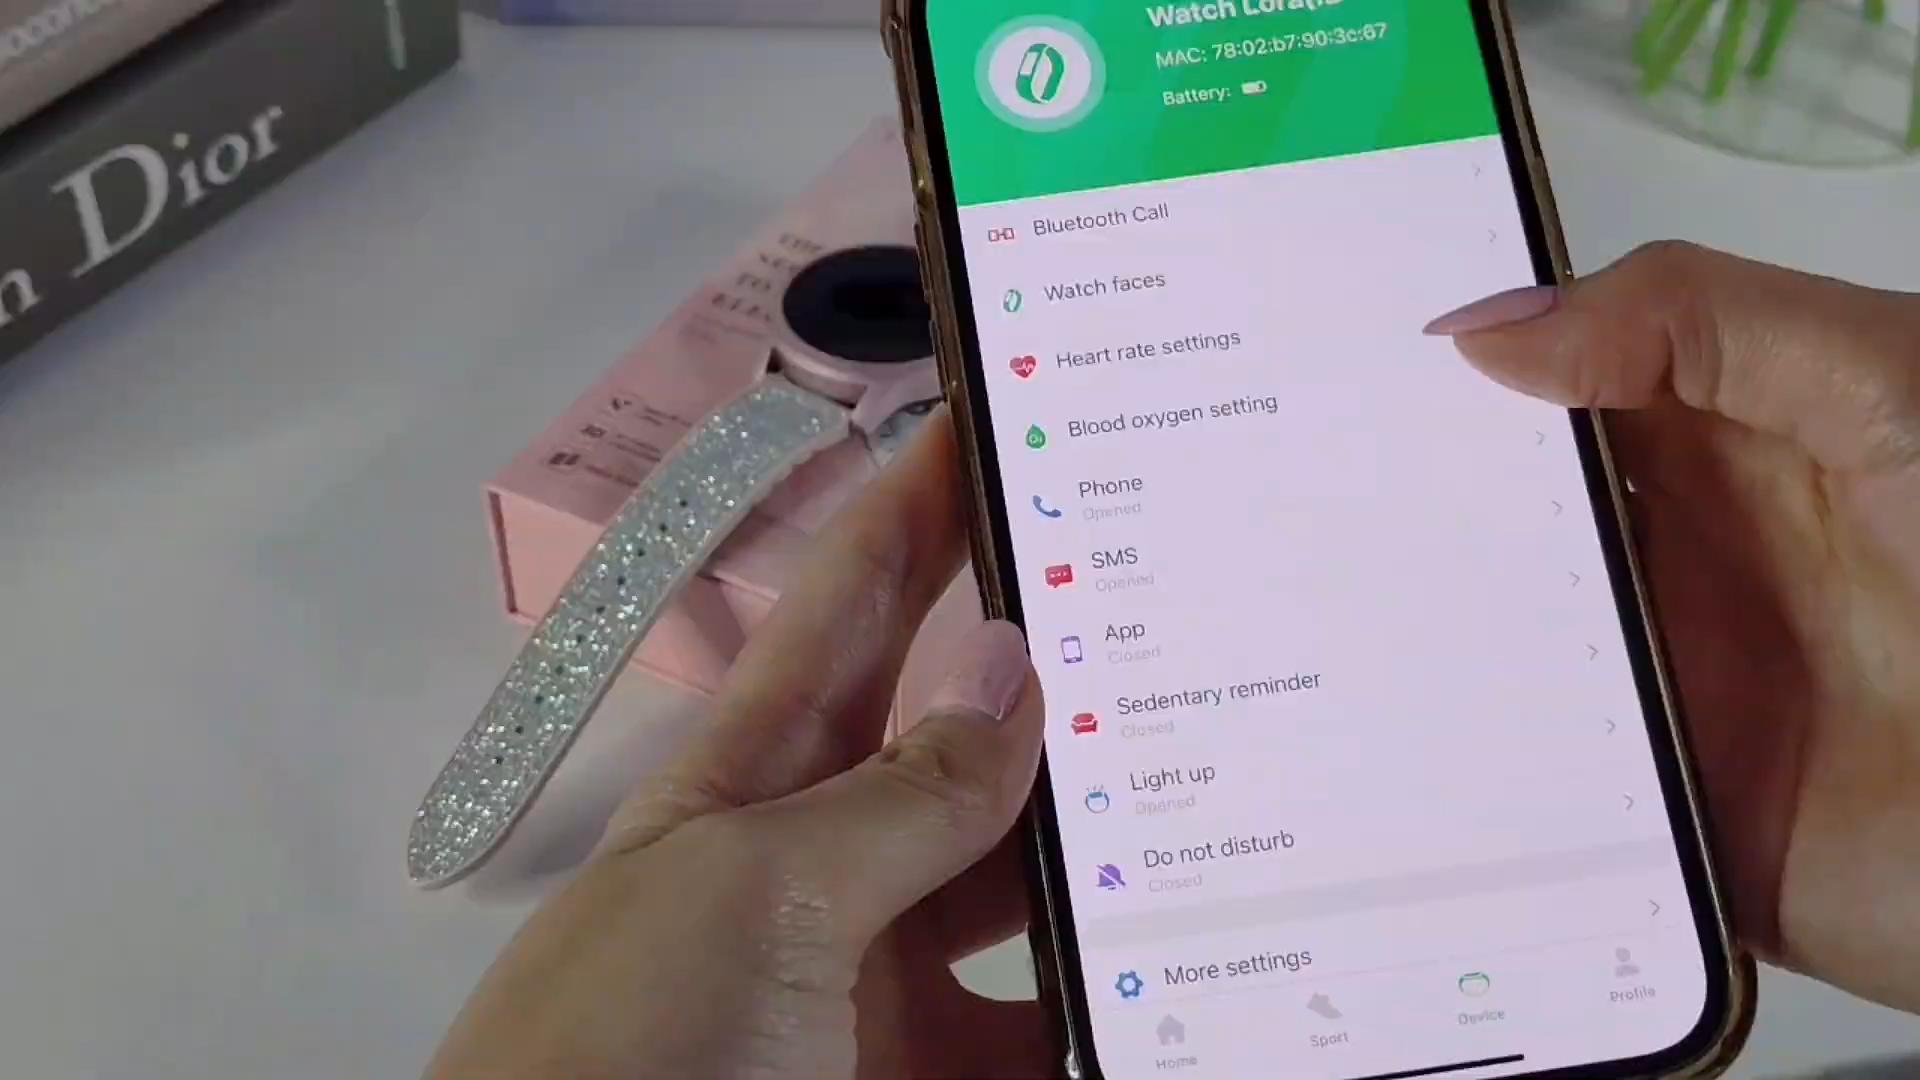 Dior
Watch
MAC: 78:02:b7:90:3c:67
Battery:
Bluetooth Call
Watch faces
Heart rate settings
Blood oxygen setting
Phone
Opened
SMS
Opened
App
Closed
Sedentary reminder
Closed
Light up
Opened
Do not disturb
Closed
More settings
Home
Sport
Device
Profile